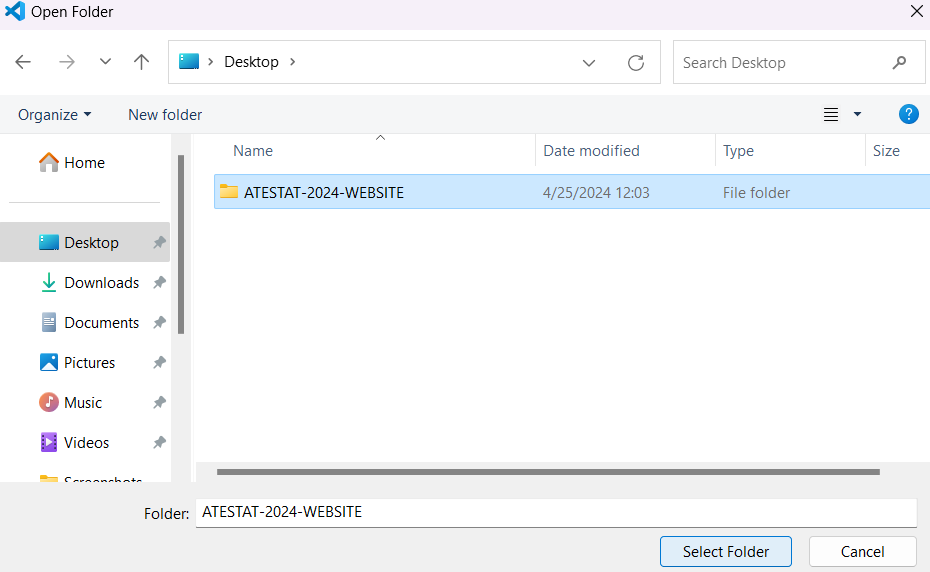 Open Folder
Desktop
Search Desktop
Organize
New folder
?
Name
Date modified
Type
Size
Home
ATESTAT-2024-WEBSITE
4/25/2024 12:03
File folder
Desktop
Downloads
Documents
Pictures
Music
Videos
Screenshots
Folder:
ATESTAT-2024-WEBSITE
Select Folder
Cancel